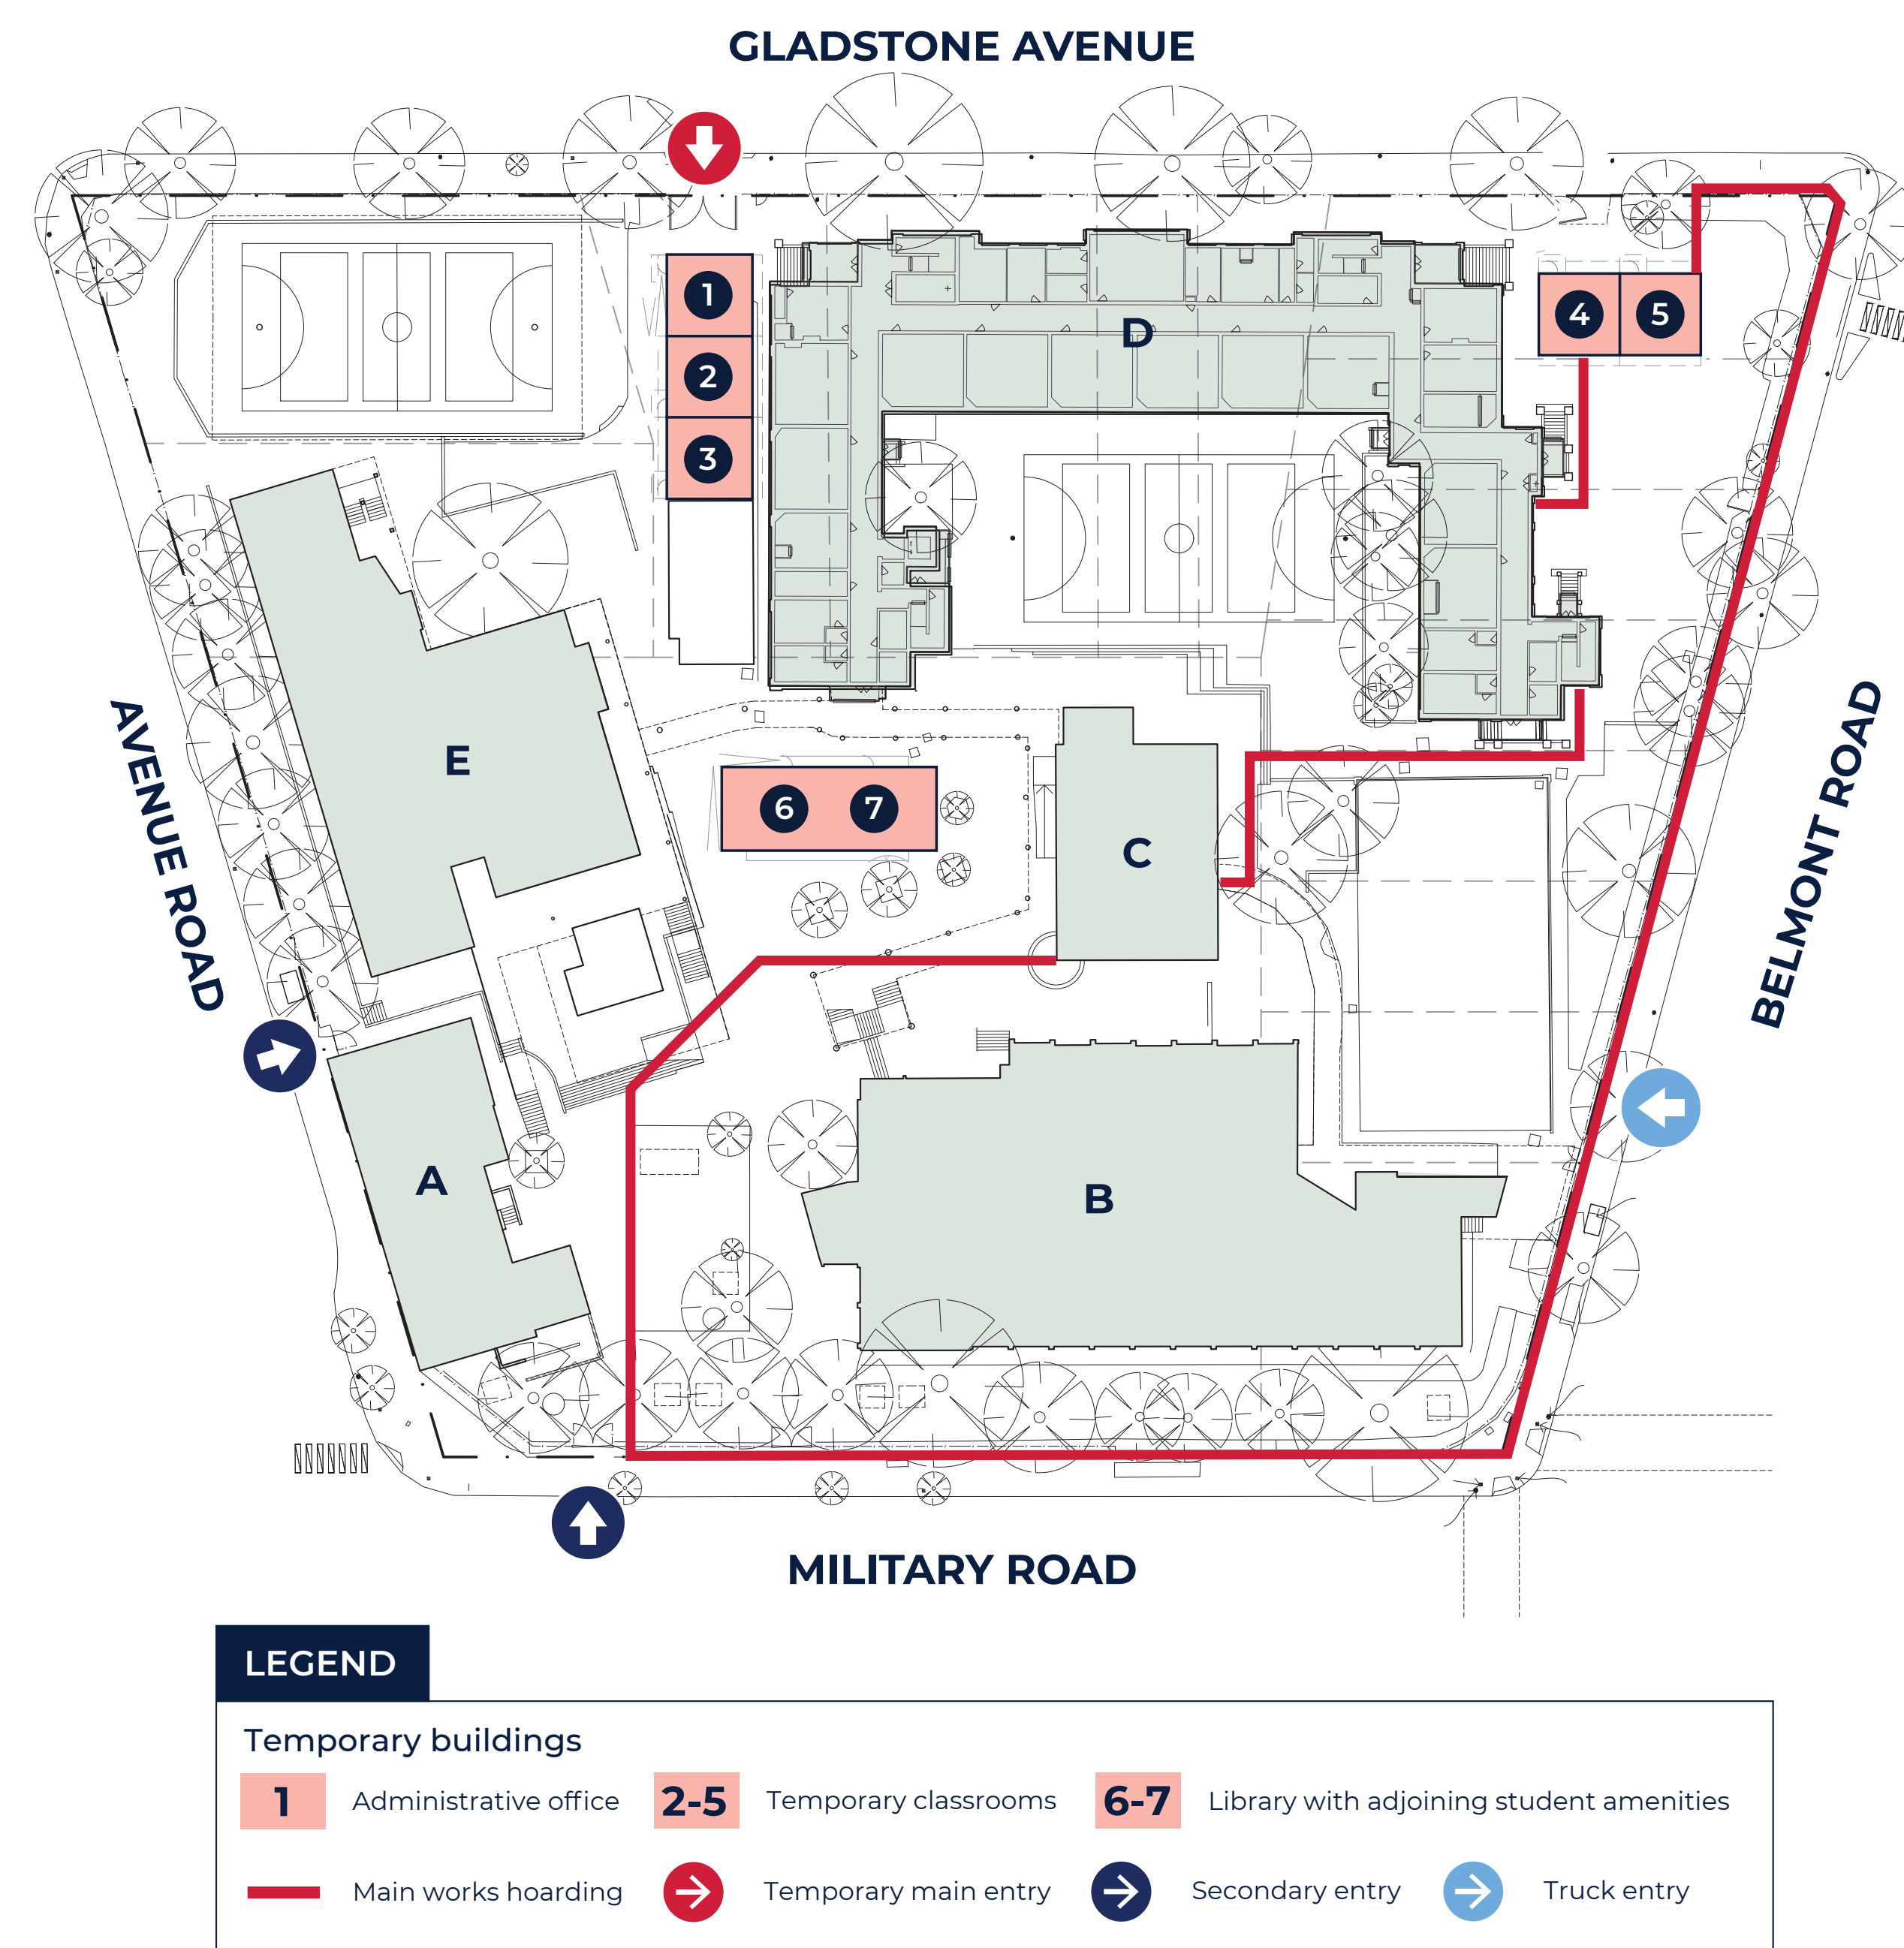 GLADSTONE AVENUE
1
2
3
4 5
D
AVENUE ROAD
E
6 7
C
BELMONT ROAD
A
B
MILITARY ROAD
LEGEND
Temporary buildings
1 Administrative office 2-5 Temporary classrooms 6-7 Library with adjoining student amenities
Main works hoarding Temporary main entry Secondary entry Truck entry